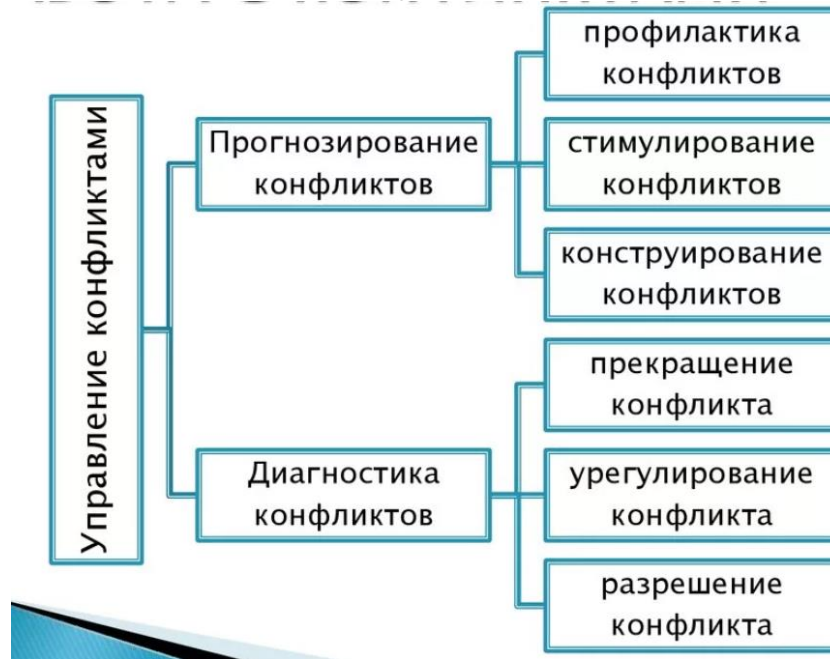 Управление конфликтами
Прогнозирование
конфликтов
профилактика
конфликтов
стимулирование
конфликтов
конструирование
конфликтов
Диагностика
конфликтов
прекращение
конфликта
урегулирование
конфликта
разрешение
конфликта